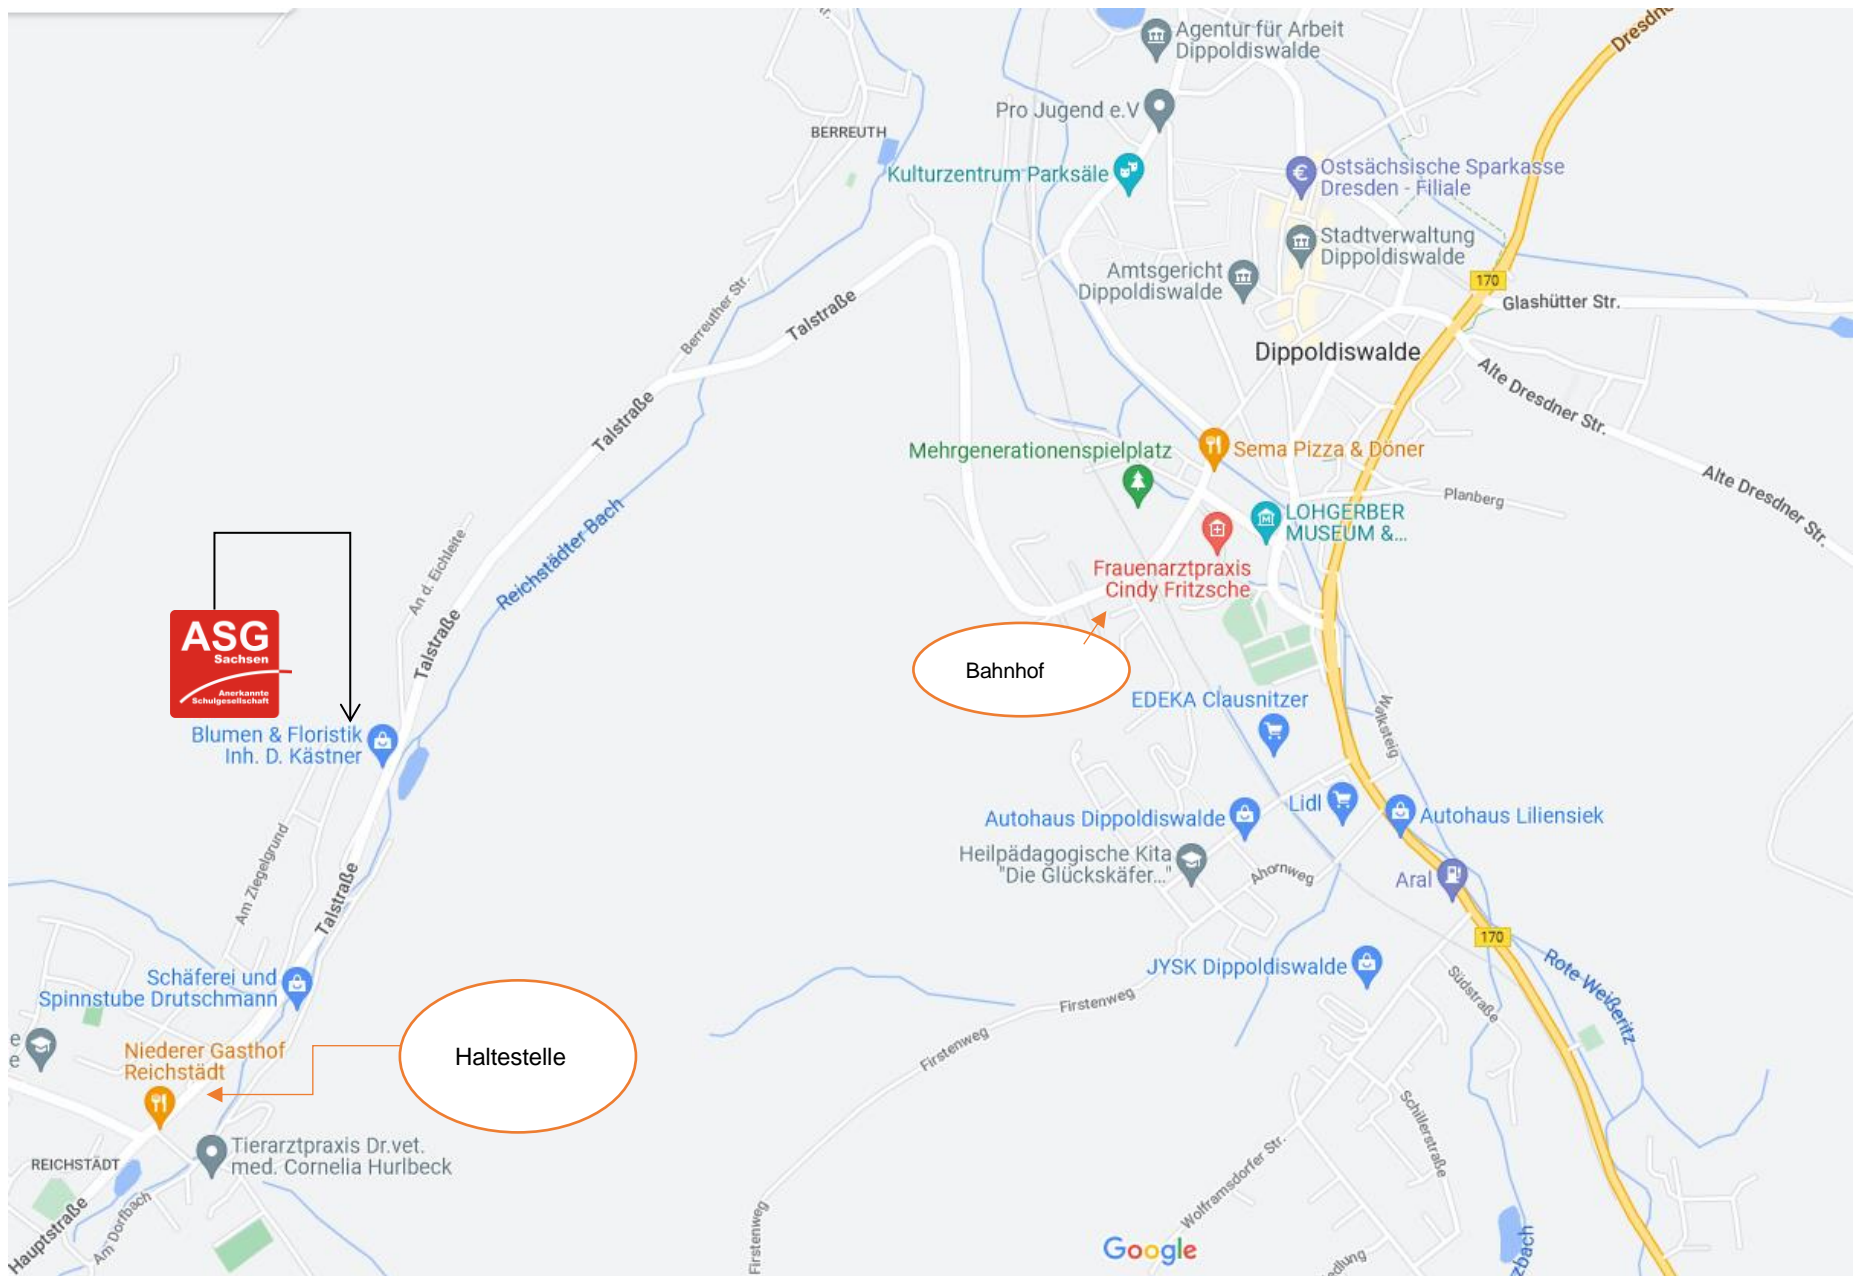 Agentur für Arbeit
Dippoldiswalde
Dresdne
Pro Jugend e.V
BERREUTH
Kulturzentrum Parksäle
Ostsächsische Sparkasse
Dresden - Filiale
Stadtverwaltung
Dippoldiswalde
Amtsgericht
Dippoldiswalde
170
Glashütter Str.
Berreuther Str.
Talstraße
Dippoldiswalde
Alte Dresdner Str.
Talstraße
Mehrgenerationenspielplatz
Sema Pizza & Döner
Alte Dresdner Str.
Planberg
LOHGERBER
MUSEUM &...
An d. Eichleite
Reichstädter Bach
Frauenarztpraxis
Cindy Fritzsche
Talstraße
ASG
Sachsen
Anerkannte
Schulgesellschaft
Bahnhof
EDEKA Clausnitzer
Walksteig
Blumen & Floristik
Inh. D. Kästner
Lidl
Autohaus Dippoldiswalde
Autohaus Liliensiek
Heilpädagogische Kita
"Die Glückskäfer..."
Ahornweg
Aral
Am Ziegelgrund
Talstraße
170
Rote Weißeritz
JYSK Dippoldiswalde
Südstraße
Schäferei und
Spinnstube Drutschmann
Firstenweg
Firstenweg
e
e
Niederer Gasthof
Reichstädt
Haltestelle
Schillerstraße
Tierarztpraxis Dr.vet.
med. Cornelia Hurlbeck
REICHSTÄDT
Wolframsdorfer Str.
Hauptstraße
Am Dorfbach
Firstenweg
Google
edlung
zbach